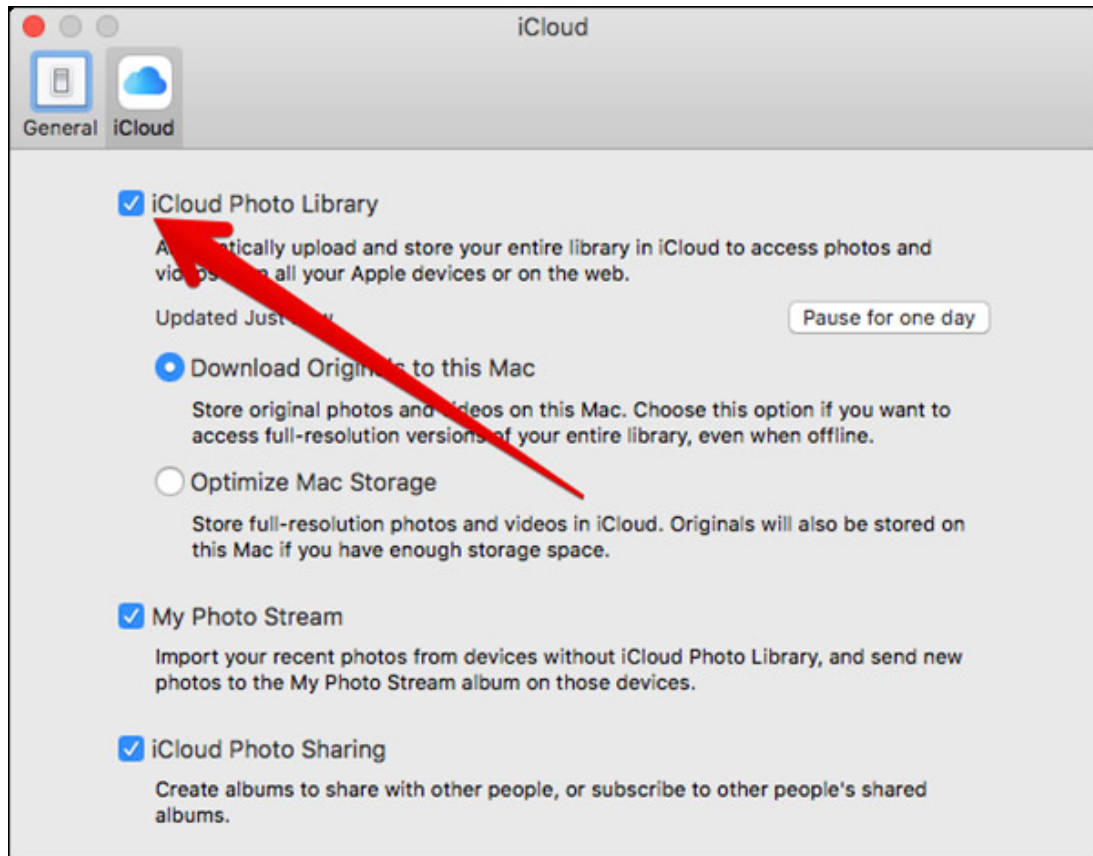 iCloud
General iCloud
iCloud Photo Library
A tically upload and store your entire library in iCloud to access photos and
all your Apple devices or on the web.
Updated Just
Pause for one day
Download Originals to this Mac
Store original photos and videos on this Mac. Choose this option if you want to
access full-resolution versions of your entire library, even when offline.
Optimize Mac Storage
Store full-resolution photos and videos in iCloud. Originals will also be stored on
this Mac if you have enough storage space.
My Photo Stream
Import your recent photos from devices without iCloud Photo Library, and send new
photos to the My Photo Stream album on those devices.
iCloud Photo Sharing
Create albums to share with other people, or subscribe to other people's shared
albums.